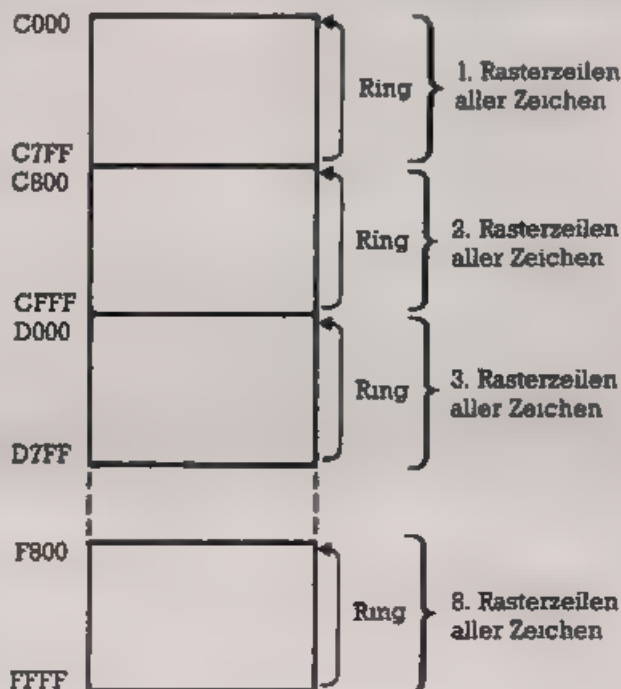 C000
Ring
1. Rasterzeilen
aller Zeichen
C7FF
C800
Ring
2. Rasterzeilen
aller Zeichen
CFFF
D000
Ring
3. Rasterzeilen
aller Zeichen
D7FF
F800
Ring
8. Rasterzeilen
aller Zeichen
FFFF